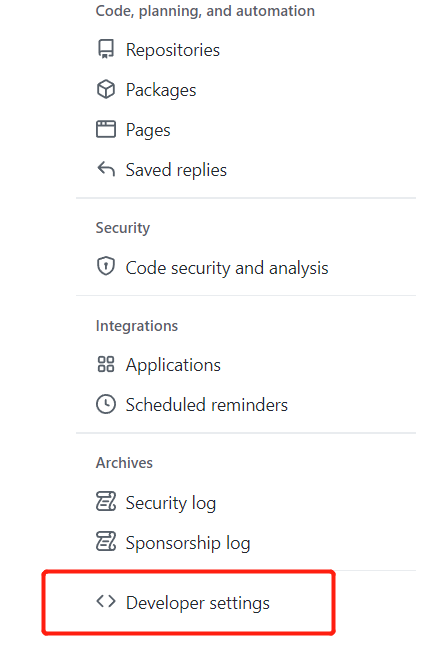 Code, planning, and automation
Repositories
Packages
Pages
Saved replies
Security
Code security and analysis
Integrations
Applications
Scheduled reminders
Archives
Security log
Sponsorship log
Developer settings